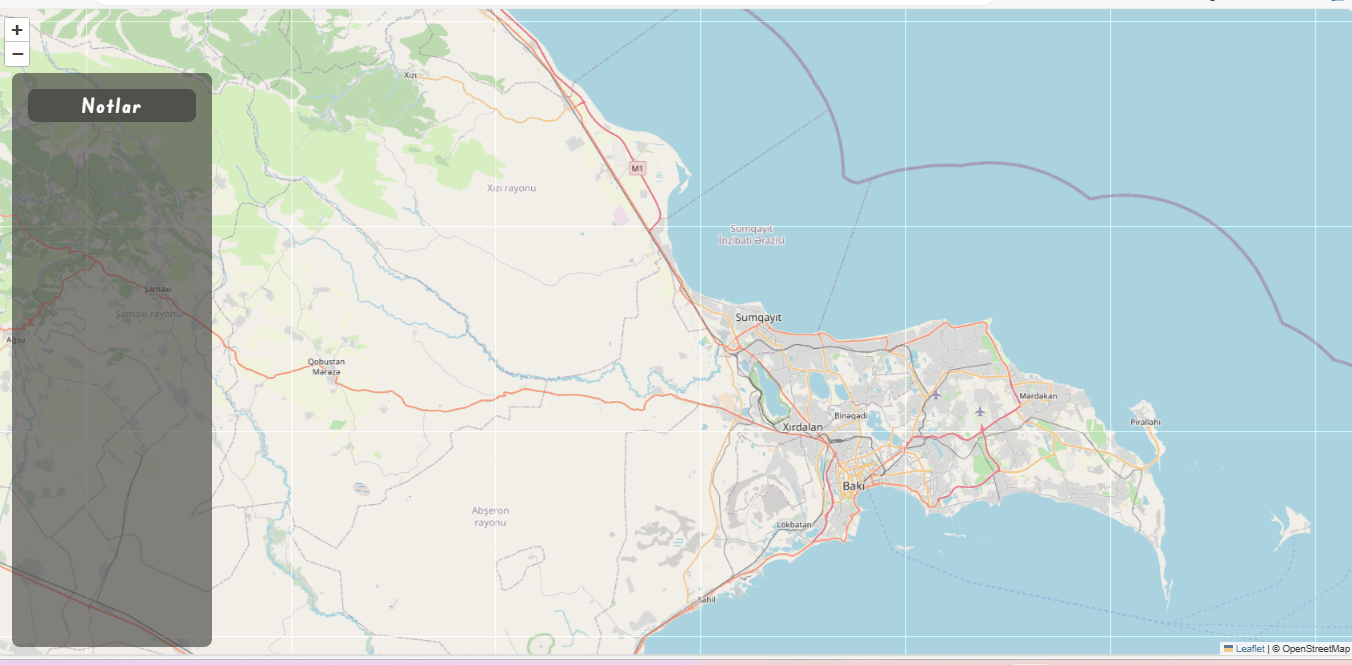 +
−
Notlar
Xızı
M1
Xızı rayonu
Sumqayıt
İnzibati Ərazisi
Şamaxı
Şamaxı rayonu
Ağsu
Sumqayıt
Qobustan
Mərəzə
Mərdəkan
Binəqədi
Pirallahı
Xırdalan
Bakı
Abşeron
rayonu
Lökbatan
Sahil
Leaflet | © OpenStreetMap